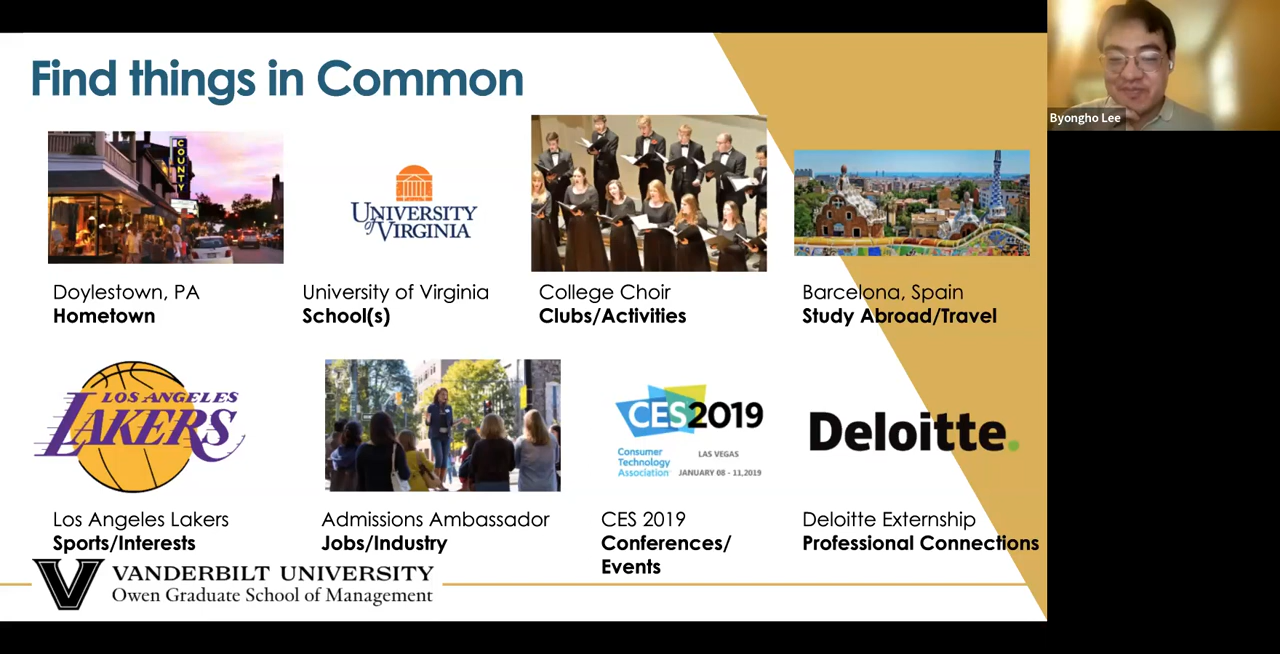 Find things in Common
Byongho Lee
COUNTY
UNIVERSITY
of VIRGINIA
Doylestown, PA
Hometown
University of Virginia
School(s)
College Choir
Clubs/Activities
Barcelona, Spain
Study Abroad/Travel
LOS ANGELES
LAKERS
CES2019
Consumer
Technology
Association
LAS VEGAS
JANUARY 08 - 11,2019
Deloitte.
Los Angeles Lakers
Sports/Interests
Admissions Ambassador
Jobs/Industry
CES 2019
Conferences/
Events
Deloitte Externship
Professional Connections
V
VANDERBILT UNIVERSITY
Owen Graduate School of Management